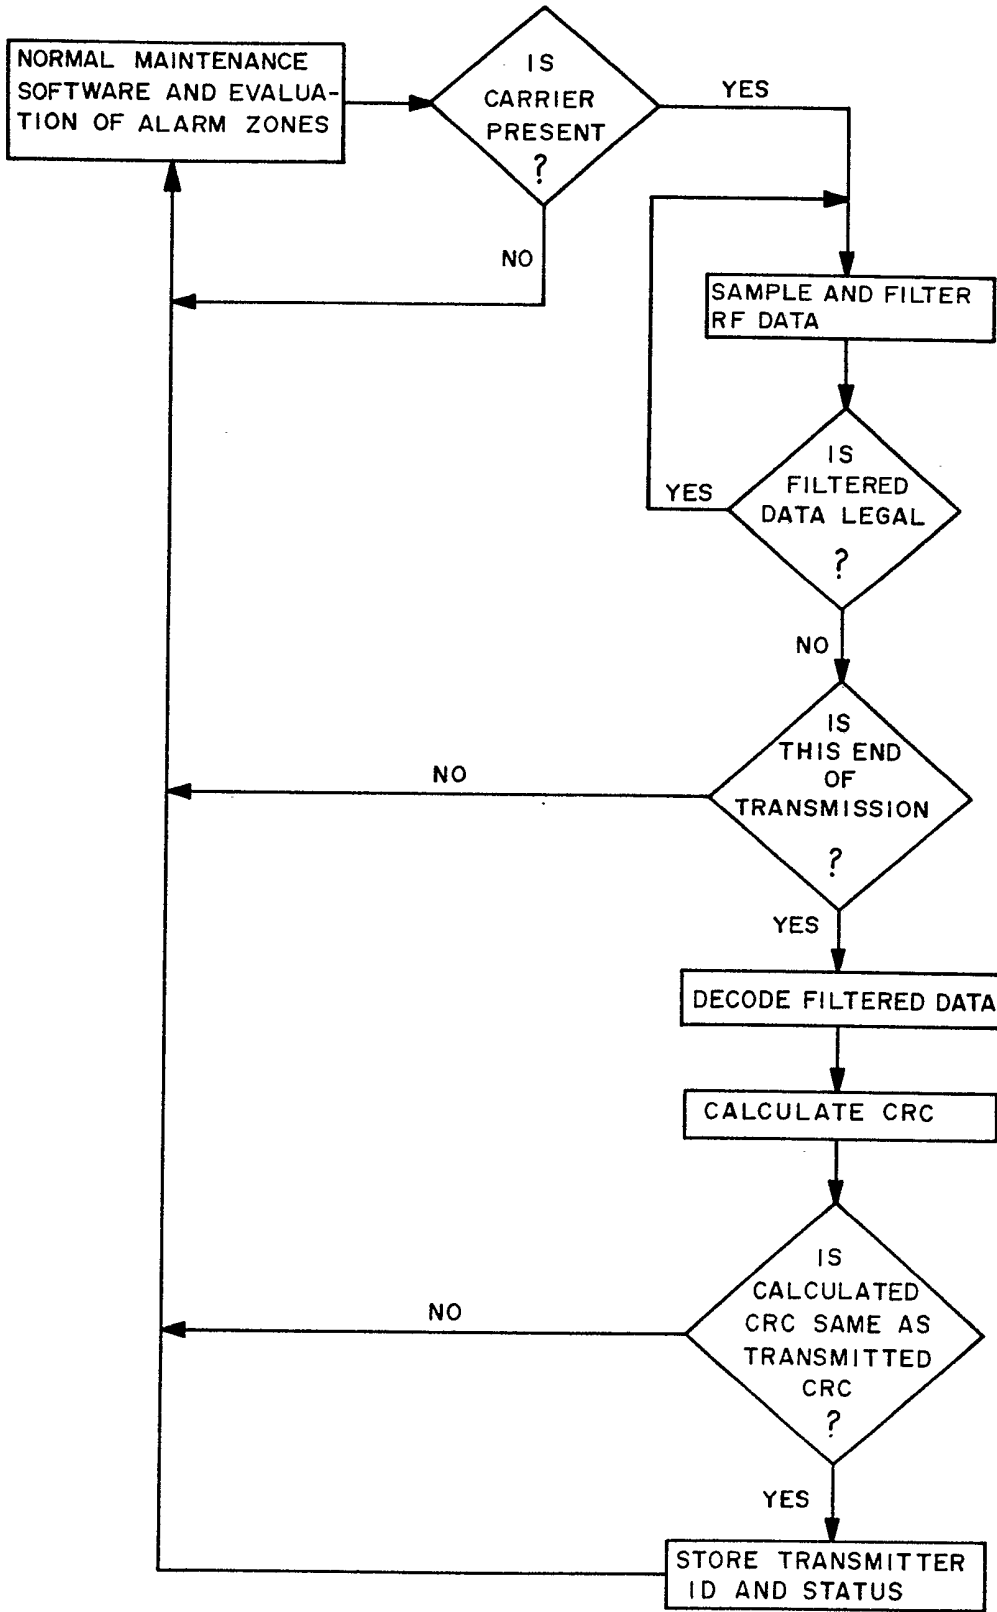 NORMAL MAINTENANCE
SOFTWARE AND EVALUA-
TION OF ALARM ZONES
IS
CARRIER
PRESENT
?
YES
NO
SAMPLE AND FILTER
RF DATA
IS
FILTERED
DATA LEGAL
?
YES
NO
IS
THIS END
OF
TRANSMISSION
?
NO
YES
DECODE FILTERED DATA
CALCULATE CRC
IS
CALCULATED
CRC SAME AS
TRANSMITTED
CRC
?
NO
YES
STORE TRANSMITTER
ID AND STATUS